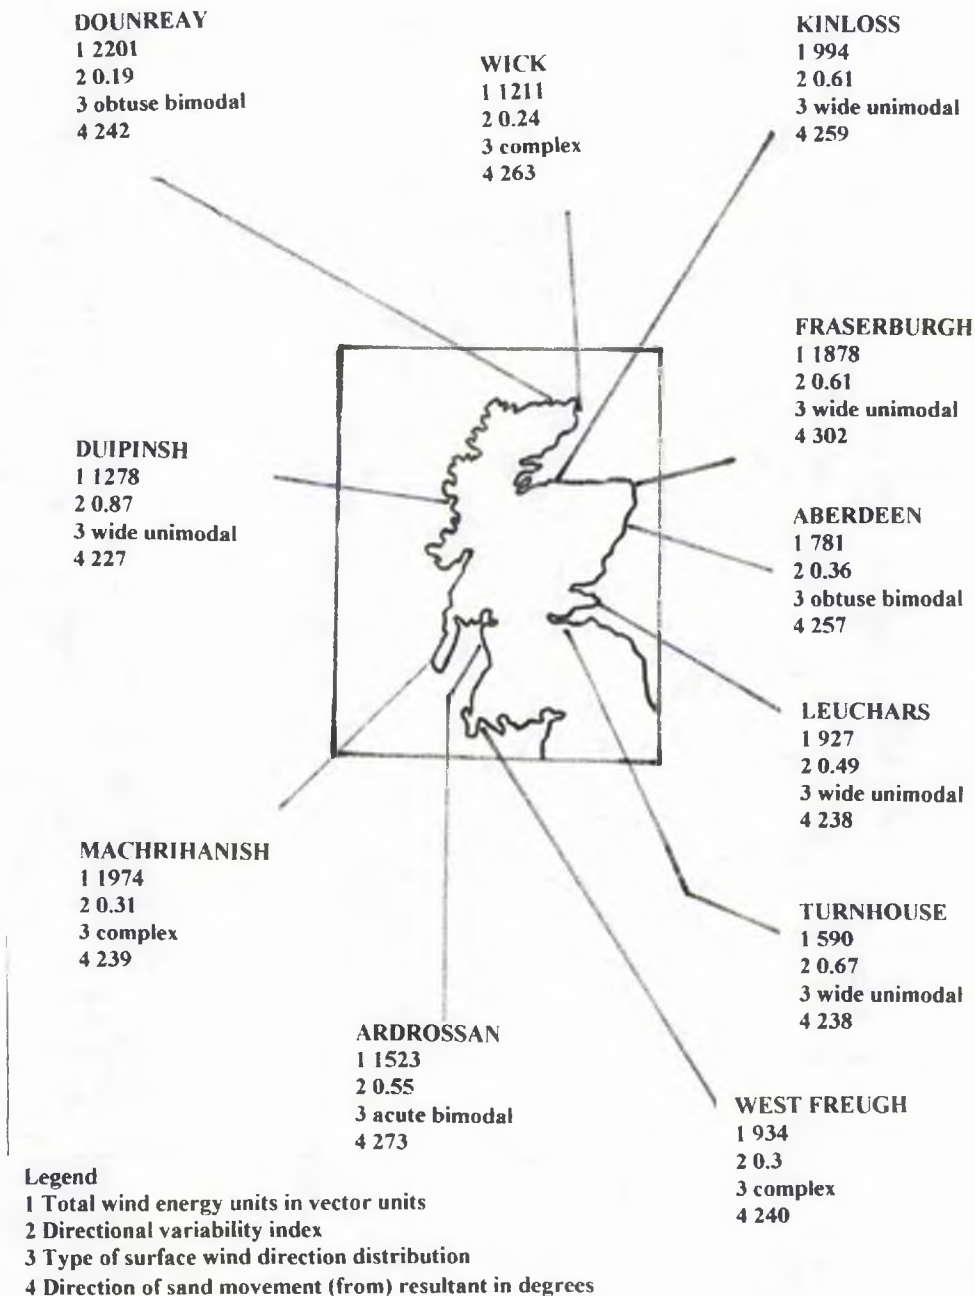 DOUNREAY
1 2201
2 0.19
3 obtuse bimodal
4 242
WICK
1 1211
2 0.24
3 complex
4 263
KINLOSS
1 994
2 0.61
3 wide unimodal
4 259
FRASERBURGH
1 1878
2 0.61
3 wide unimodal
4 302
DUIPINSH
1 1278
2 0.87
3 wide unimodal
4 227
ABERDEEN
1 781
2 0.36
3 obtuse bimodal
4 257
LEUCHARS
1 927
2 0.49
3 wide unimodal
4 238
MACHRIHANISH
1 1974
2 0.31
3 complex
4 239
TURNHOUSE
1 590
2 0.67
3 wide unimodal
4 238
ARDROSSAN
1 1523
2 0.55
3 acute bimodal
4 273
WEST FREUGH
1 934
2 0.3
3 complex
4 240
Legend
1 Total wind energy units in vector units
2 Directional variability index
3 Type of surface wind direction distribution
4 Direction of sand movement (from) resultant in degrees